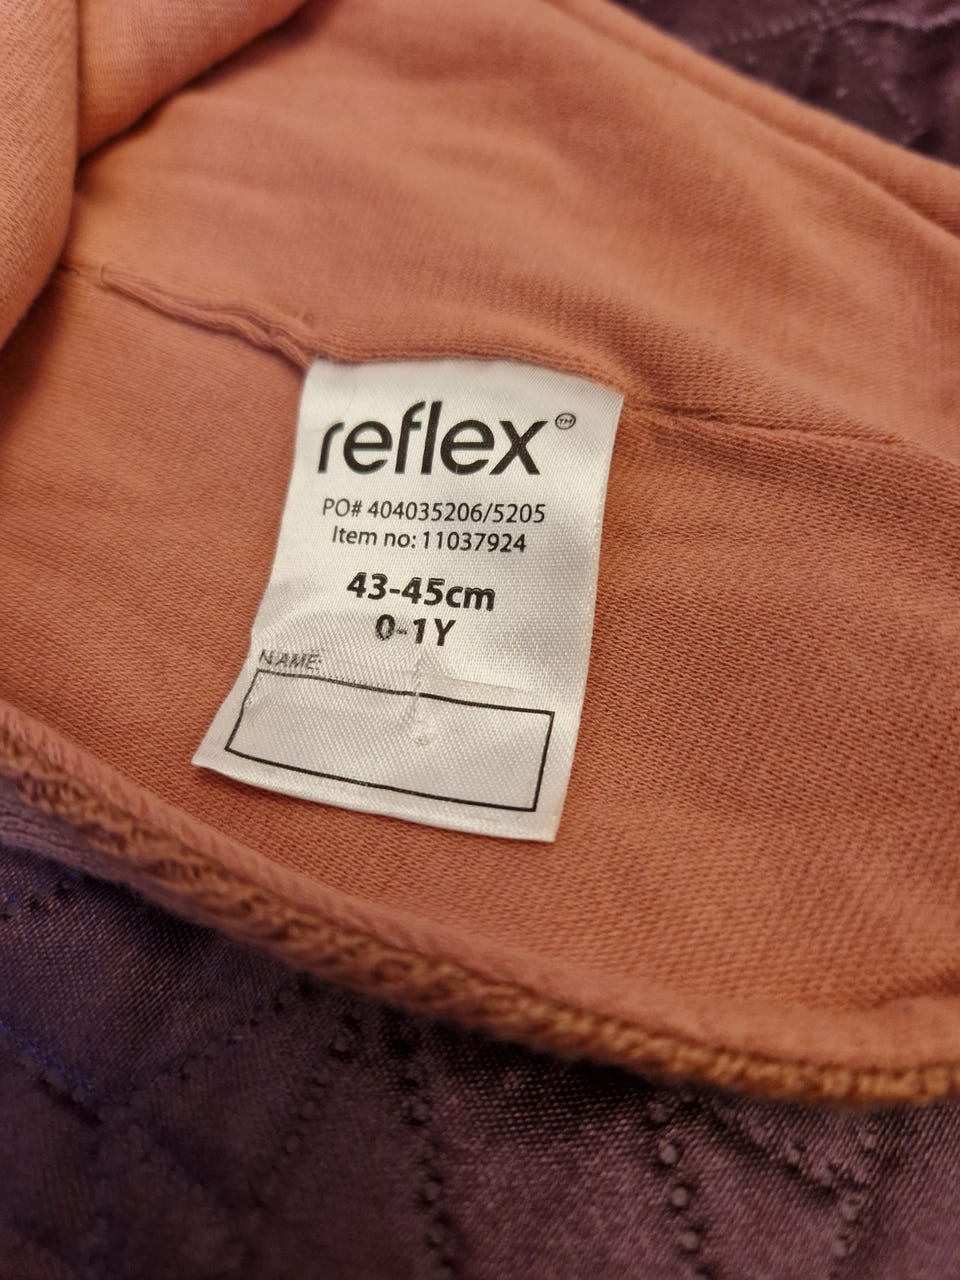 reflex™
PO# 404035206/5205
Item no: 11037924
43-45cm
0-1Y
NAME: